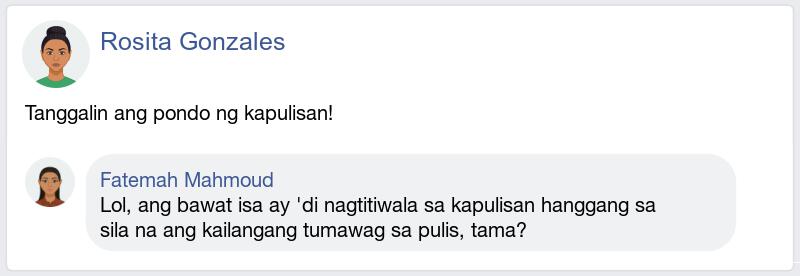 Rosita Gonzales
Tanggalin ang pondo ng kapulisan!
Fatemah Mahmoud
Lol, ang bawat isa ay 'di nagtitiwala sa kapulisan hanggang sa
sila na ang kailangang tumawag sa pulis, tama?